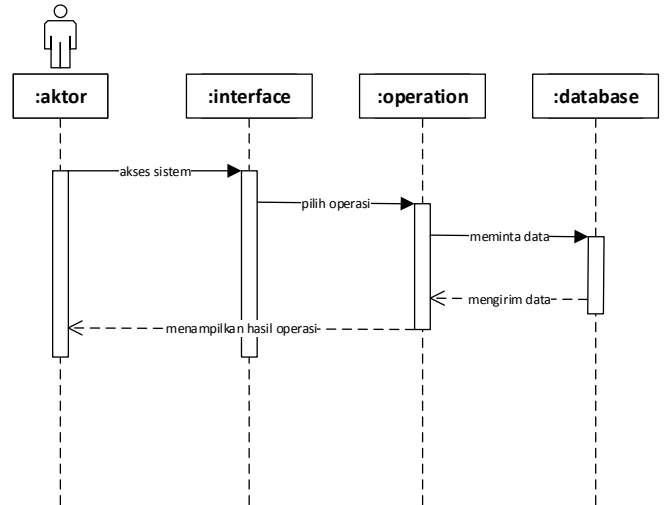 :aktor
:interface
:operation
:database
akses sistem
pilih operasi
meminta data
mengirim data
menampilkan hasil operasi